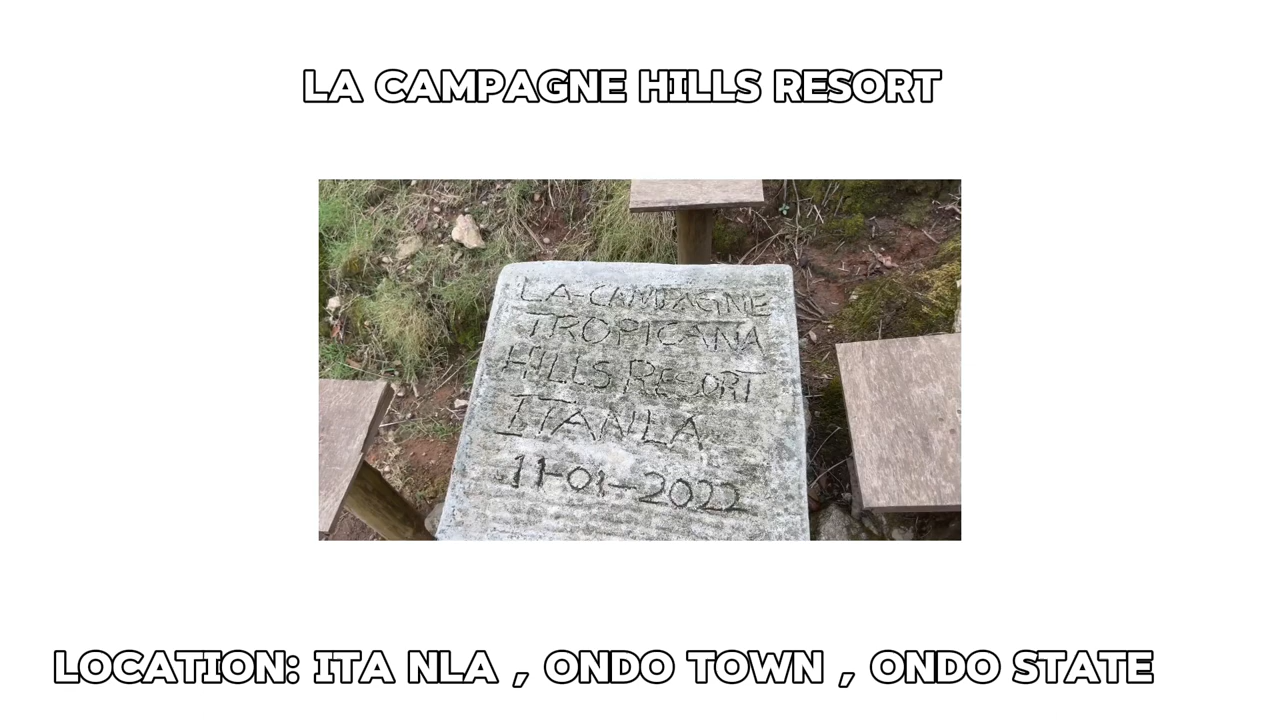 LA CAMPAGNE HILLS RESORT
LA-CAMPAGNE
TROPICANA
HILLS RESORT
ITANLA
11-01-2022
LOCATION: ITA NLA , ONDO TOWN , ONDO STATE